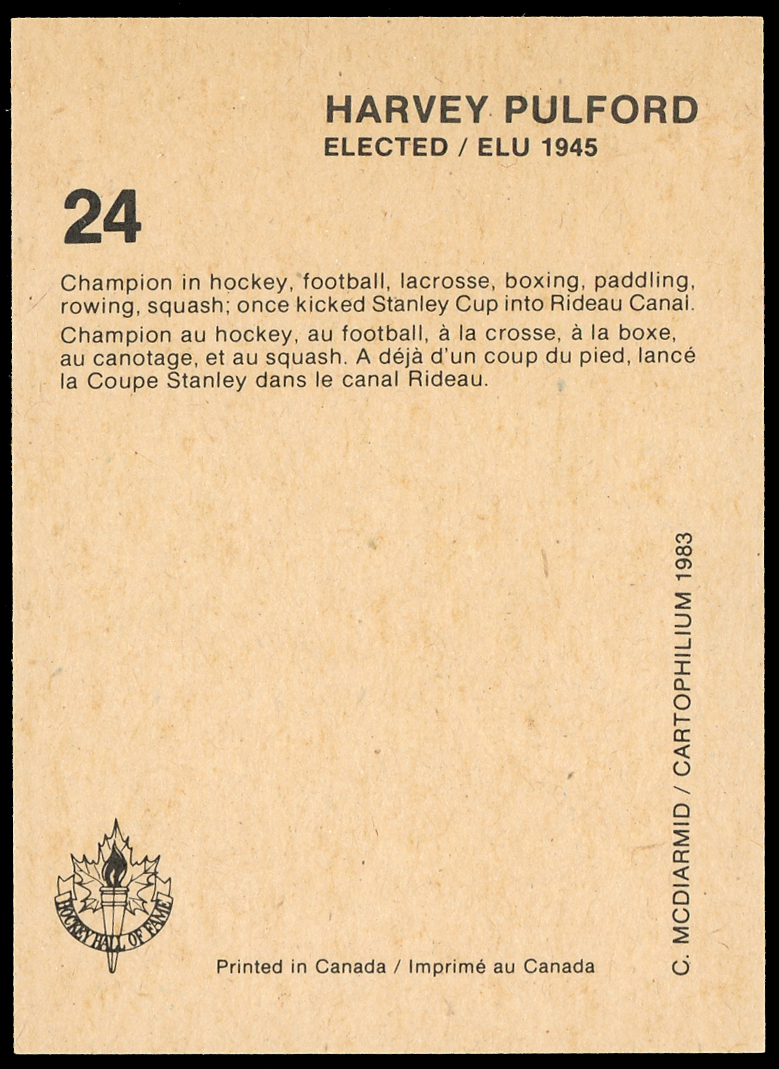 HARVEY PULFORD
ELECTED / ELU 1945
24
Champion in hockey, football, lacrosse, boxing, paddling,
rowing, squash; once kicked Stanley Cup into Rideau Canal.
Champion au hockey, au football, à la crosse, à la boxe,
au canotage, et au squash. A déjà d'un coup du pied, lancé
la Coupe Stanley dans le canal Rideau.
C. MCDIARMID / CARTOPHILIUM 1983
HOCKEY HALL OF FAME
Printed in Canada / Imprimé au Canada